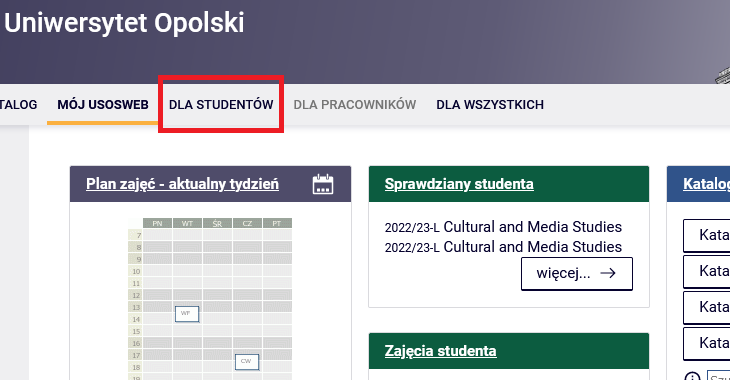 Uniwersytet Opolski
TALOG MÓJ USOSWEB DLA STUDENTÓW DLA PRACOWNIKÓW DLA WSZYSTKICH
Plan zajęć - aktualny tydzień
PN WT ŚR CZ PT
7
8
9
10
11
12
13
WF
14
15
16
17
CW
18
19
Sprawdziany studenta
2022/23-L Cultural and Media Studies
2022/23-L Cultural and Media Studies
więcej... →
Zajęcia studenta
Katalog
Kata
Kata
Kata
Kata
Szu